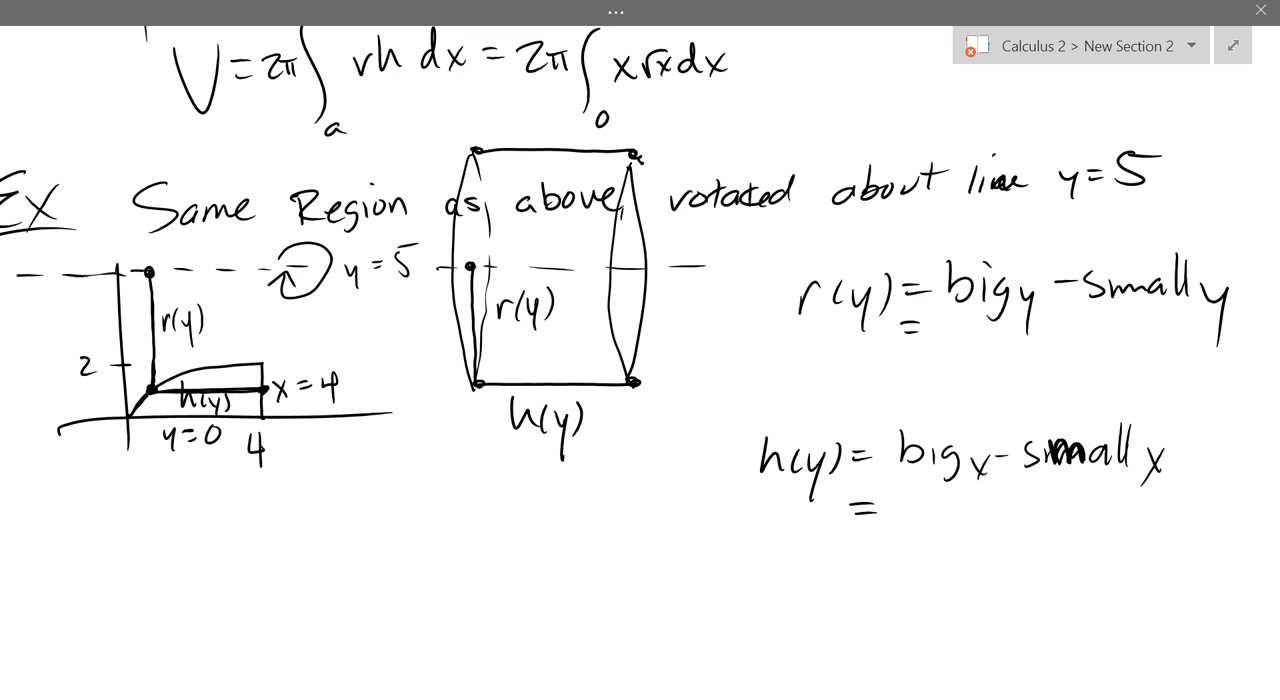 Calculus 2 > New Section 2
V = 2π ∫ₐ rh dx = 2π ∫₀ x√x dx
Ex Same Region as above, rotated about line y = 5
y = 5
r(y)
2
h(y)
x = 4
y = 0
4
r(y)
h(y)
r(y) = big y - small y
=
h(y) = big x - small x
=